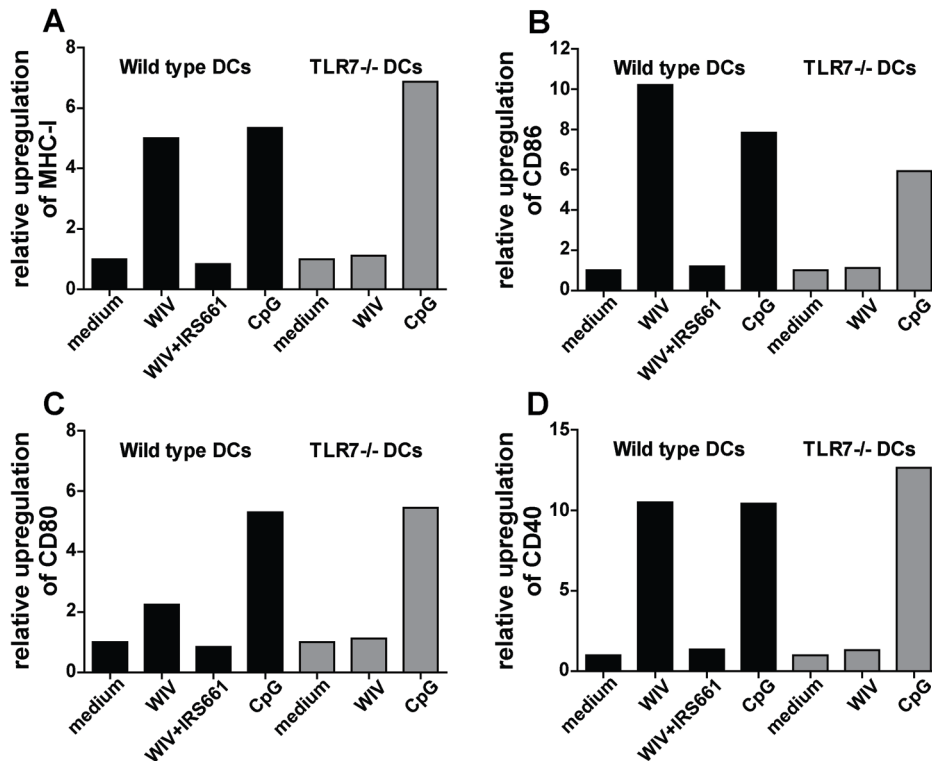 A
relative upregulation
of MHC-I
8
6
4
2
0
Wild type DCs
TLR7-/- DCs
medium
WIV
WIV+IRS661
CpG
medium
WIV
CpG
B
relative upregulation
of CD86
12
10
8
6
4
2
0
Wild type DCs
TLR7-/- DCs
medium
WIV
WIV+IRS661
CpG
medium
WIV
CpG
C
relative upregulation
of CD80
8
6
4
2
0
Wild type DCs
TLR7-/- DCs
medium
WIV
WIV+IRS661
CpG
medium
WIV
CpG
D
relative upregulation
of CD40
15
10
5
0
Wild type DCs
TLR7-/- DCs
medium
WIV
WIV+IRS661
CpG
medium
WIV
CpG